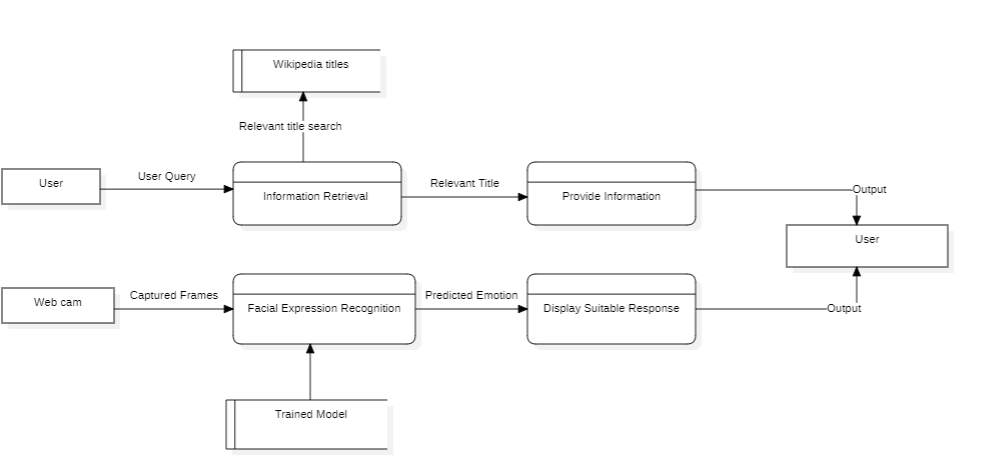 Wikipedia titles
Relevant title search
User
User Query
Information Retrieval
Relevant Title
Provide Information
Output
User
Web cam
Captured Frames
Facial Expression Recognition
Predicted Emotion
Display Suitable Response
Output
Trained Model